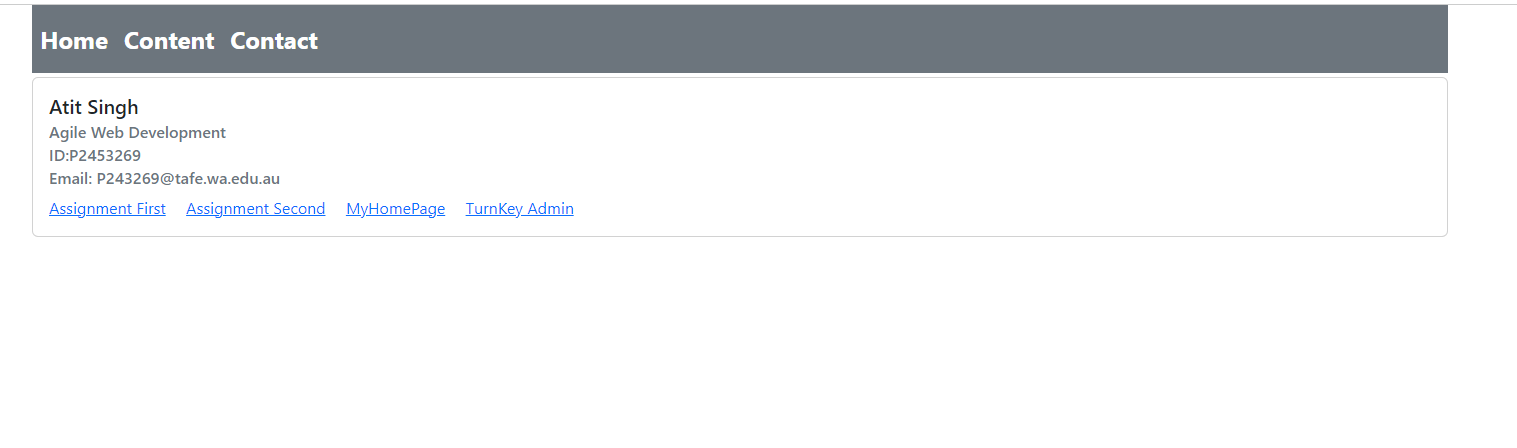 Home Content Contact
Atit Singh
Agile Web Development
ID:P2453269
Email: P243269@tafe.wa.edu.au
Assignment First Assignment Second MyHomePage TurnKey Admin